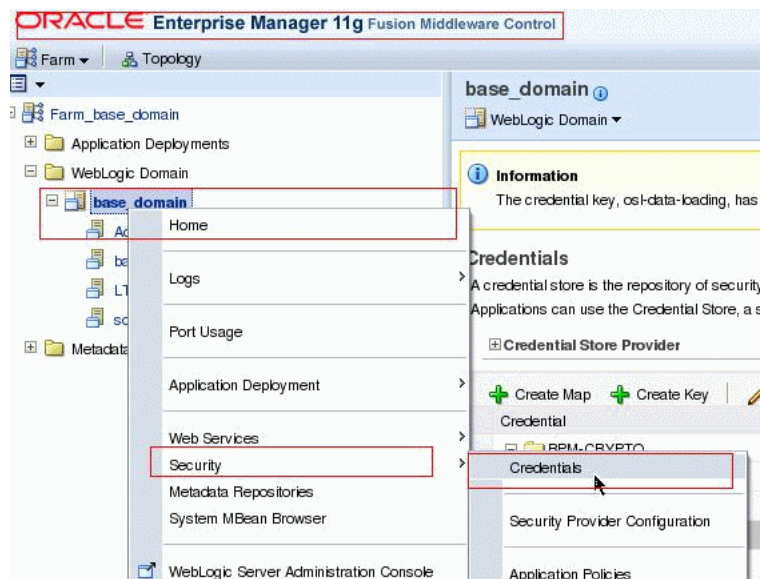 ORACLE Enterprise Manager 11g Fusion Middleware Control
Farm Topology
base_domain
WebLogic Domain
Farm_base_domain
Application Deployments
WebLogic Domain
base_domain
Information
The credential key, osl-data-loading, has
Home
Logs
Port Usage
Application Deployment
Web Services
Security
Metadata Repositories
System MBean Browser
WebLogic Server Administration Console
Metadata
Credentials
A credential store is the repository of security
Applications can use the Credential Store, a s
Credential Store Provider
Create Map Create Key
Credential
BPM-CRYPTO
Credentials
Security Provider Configuration
Application Policies